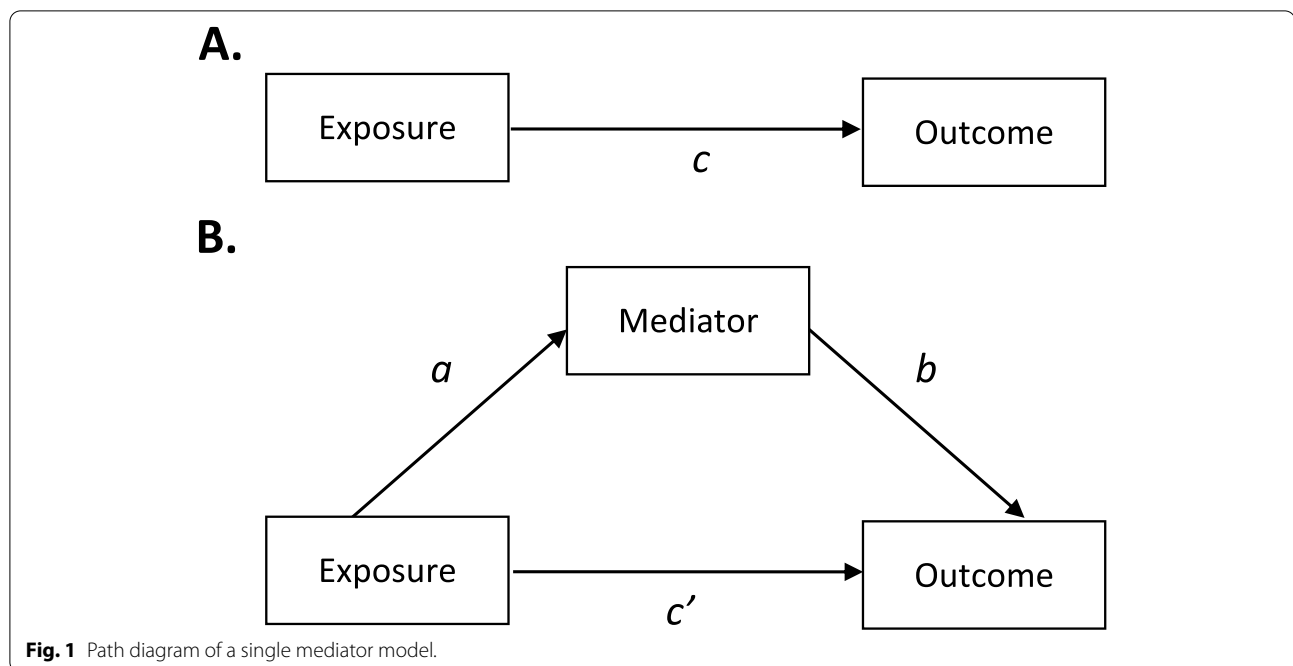 A.
Exposure
Outcome
c
B.
Mediator
a
b
Exposure
Outcome
c’
Fig. 1 Path diagram of a single mediator model.